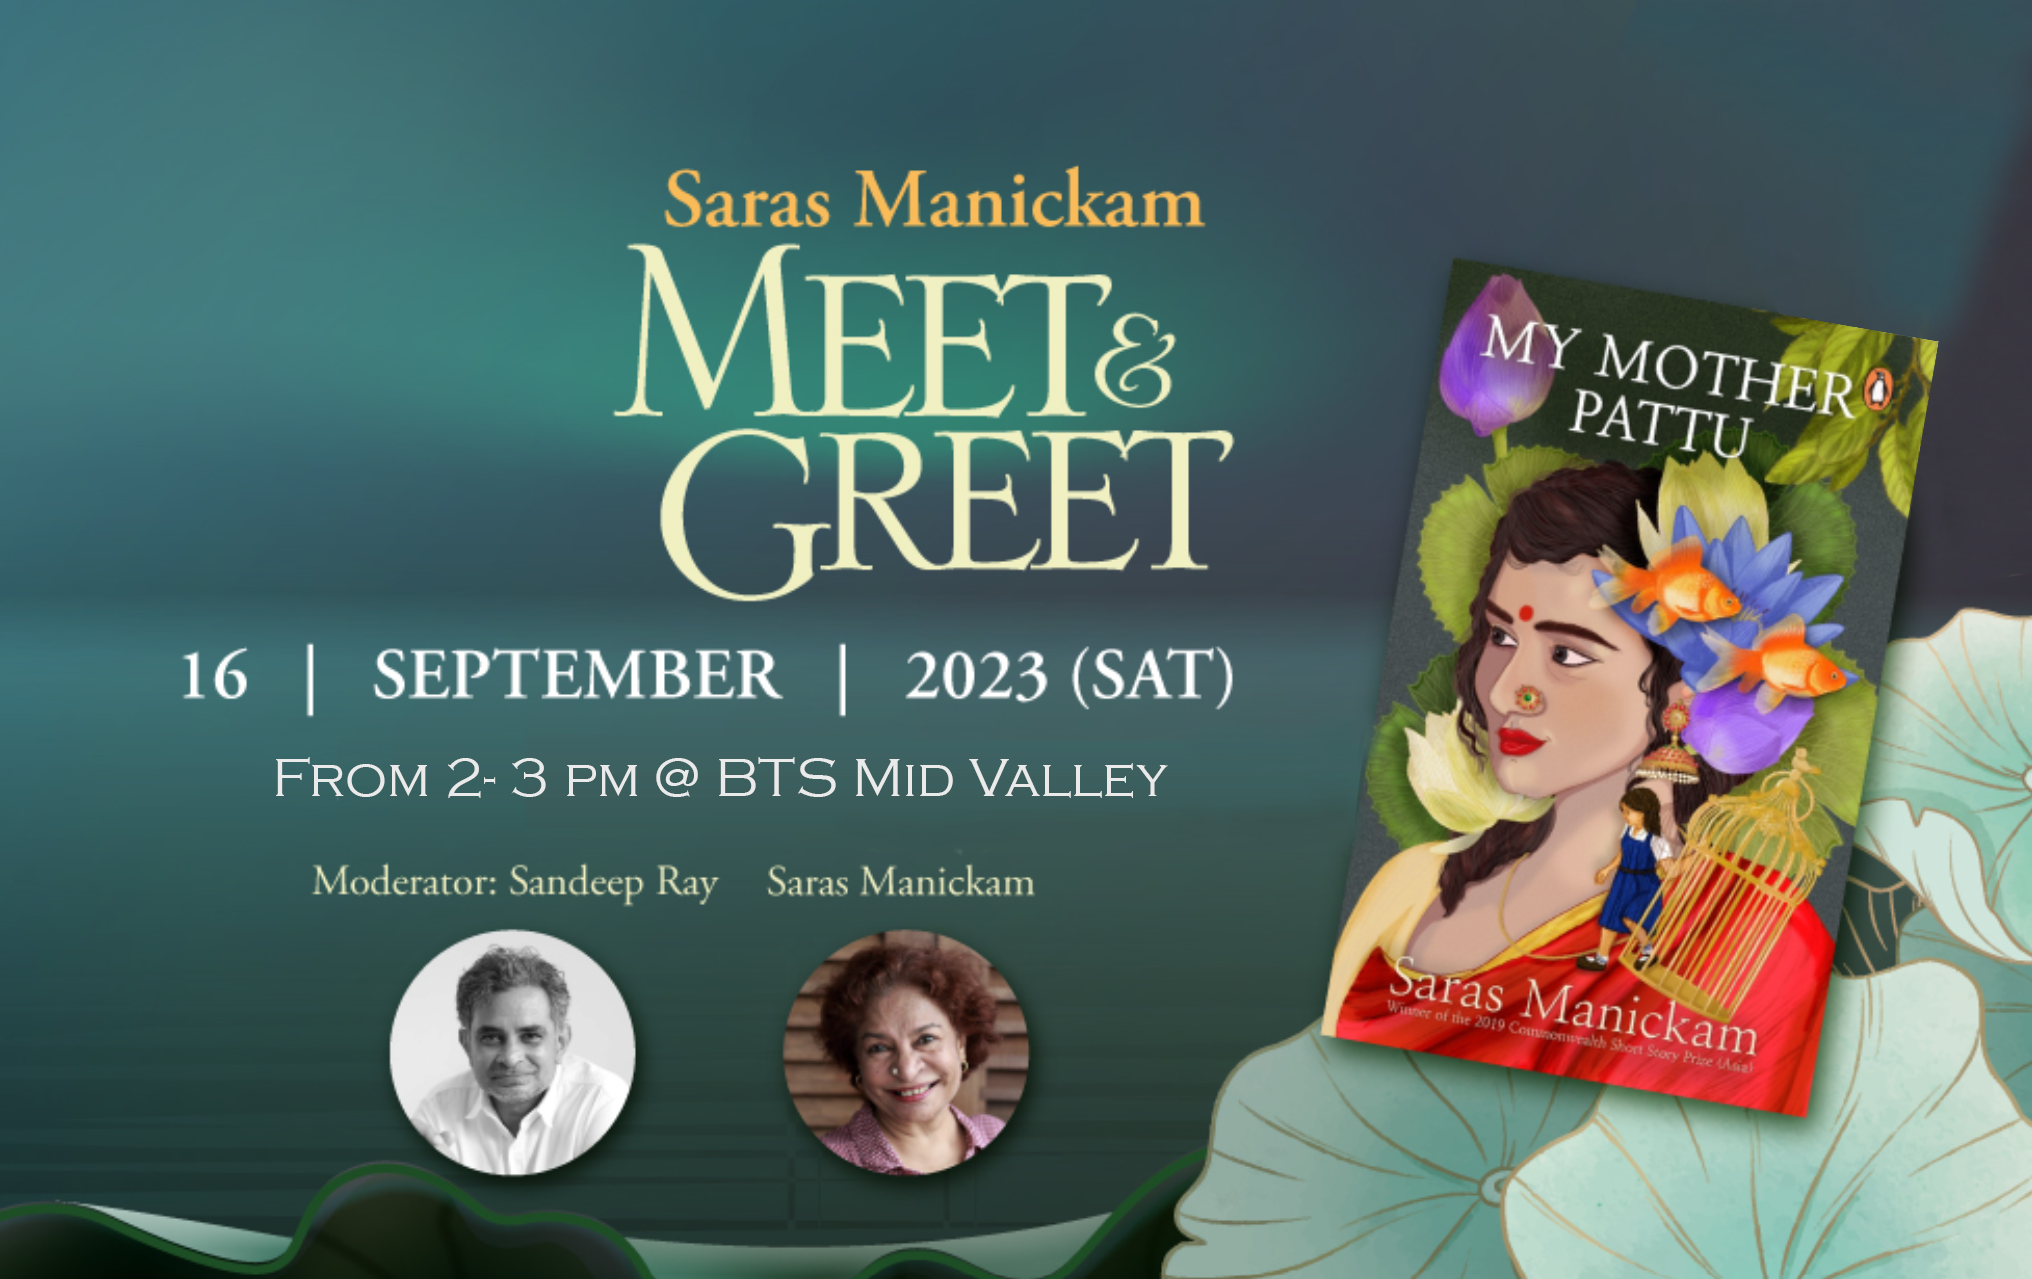 Saras Manickam
MEET &
GREET
16 | SEPTEMBER | 2023 (SAT)
FROM 2- 3 PM @ BTS MID VALLEY
Moderator: Sandeep Ray
Saras Manickam
MY MOTHER
PATTU
Saras Manickam
Winner of the 2019 Commonwealth Short Story Prize (Asia)